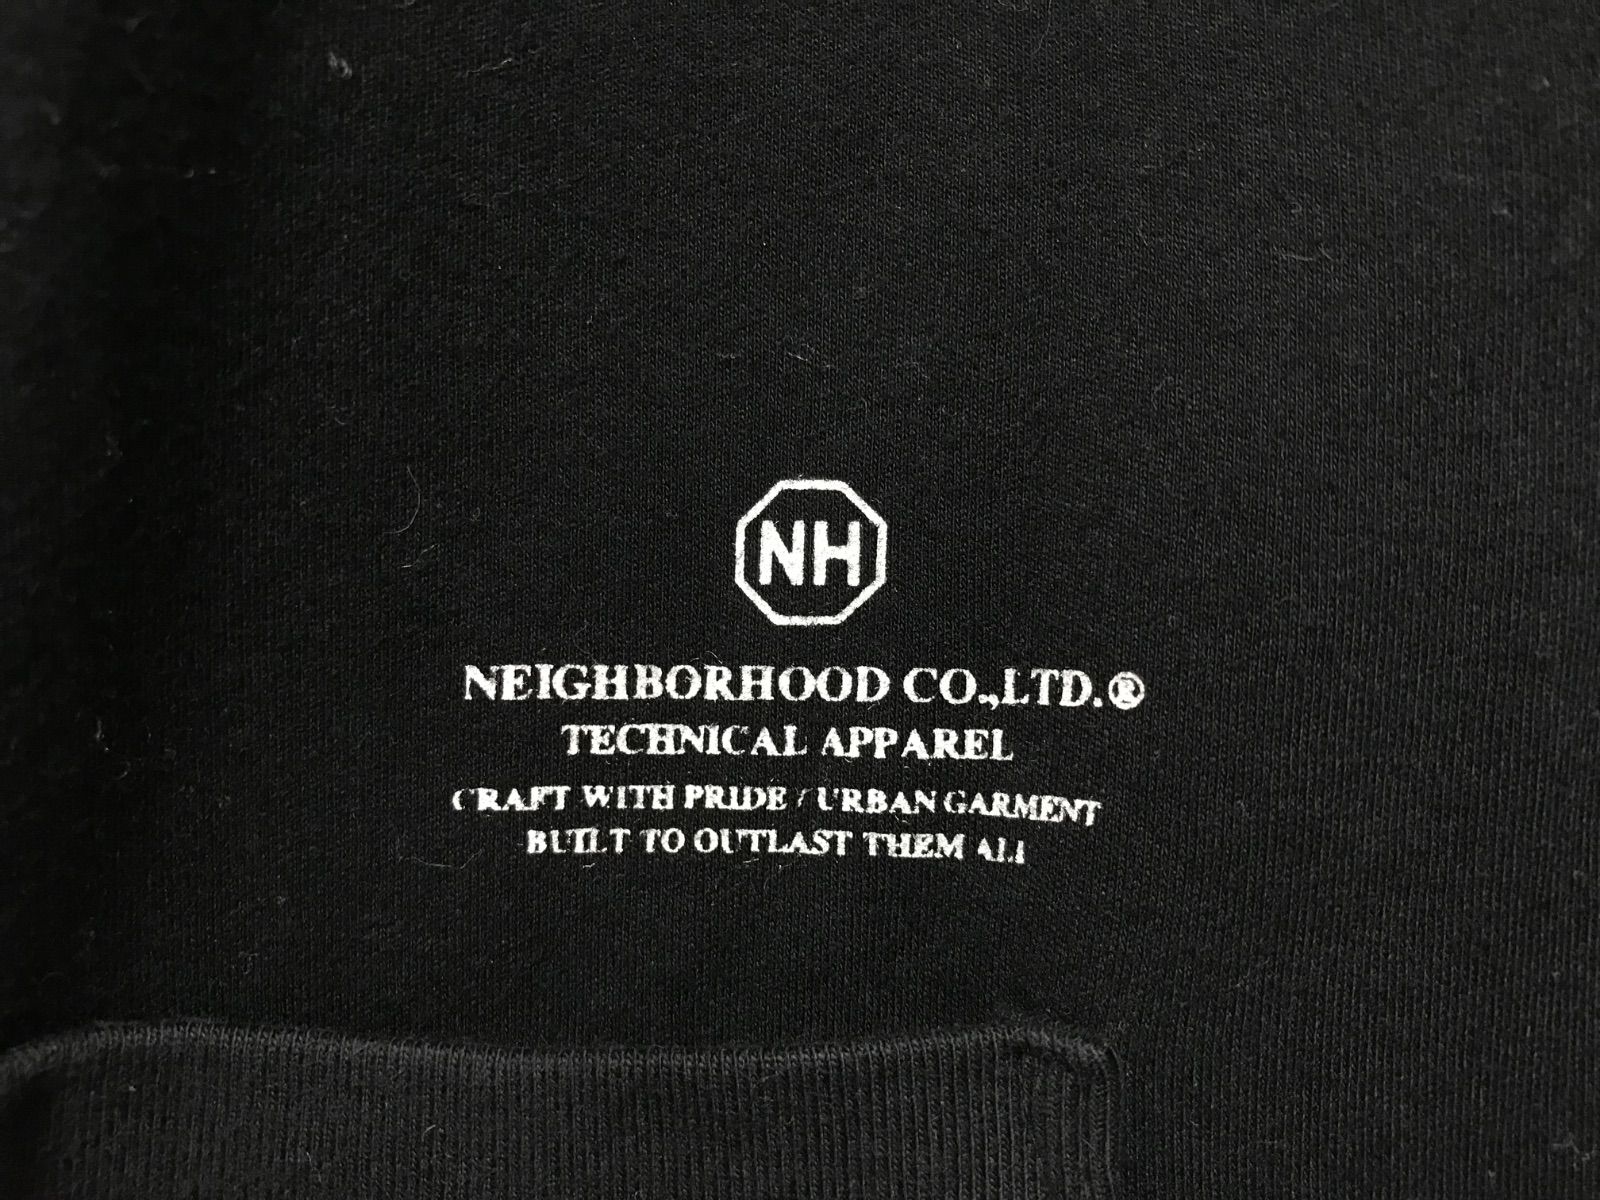 NH
NEIGHBORHOOD CO.,LTD.®
TECHNICAL APPAREL
CRAFT WITH PRIDE / URBAN GARMENT
BUILT TO OUTLAST THEM ALL